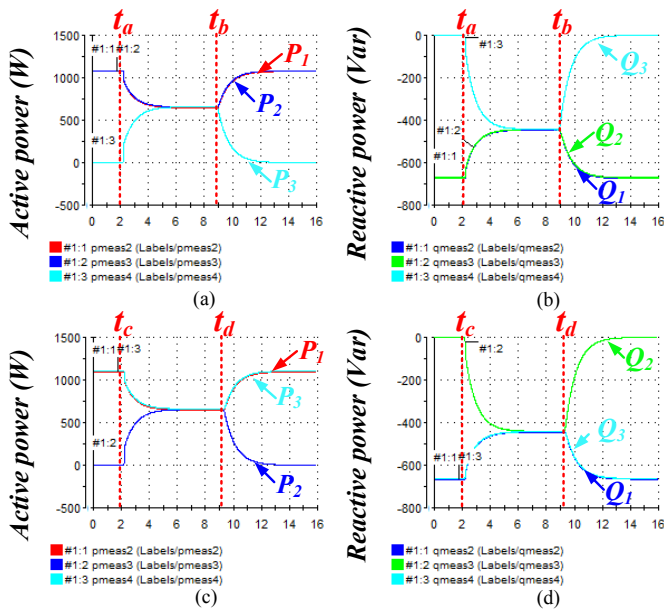 t_a t_b
Active power (W)
1500
1000
500
0
-500
#1:1 #1:2
#1:3
P_1
P_2
P_3
0 2 4 6 8 10 12 14 16
#1:1 pmeas2 (Labels/pmeas2)
#1:2 pmeas3 (Labels/pmeas3)
#1:3 pmeas4 (Labels/pmeas4)
(a)
t_a t_b
Reactive power (Var)
0
-200
-400
-600
-800
#1:3
#1:2
#1:1
Q_3
Q_2
Q_1
0 2 4 6 8 10 12 14 16
#1:1 qmeas2 (Labels/qmeas2)
#1:2 qmeas3 (Labels/qmeas3)
#1:3 qmeas4 (Labels/qmeas4)
(b)
t_c t_d
Active power (W)
1500
1000
500
0
-500
#1:1 #1:3
#1:2
P_1
P_3
P_2
0 2 4 6 8 10 12 14 16
#1:1 pmeas2 (Labels/pmeas2)
#1:2 pmeas3 (Labels/pmeas3)
#1:3 pmeas4 (Labels/pmeas4)
(c)
t_c t_d
Reactive power (Var)
0
-200
-400
-600
-800
#1:2
#1:1 #1:3
Q_2
Q_3
Q_1
0 2 4 6 8 10 12 14 16
#1:1 qmeas2 (Labels/qmeas2)
#1:2 qmeas3 (Labels/qmeas3)
#1:3 qmeas4 (Labels/qmeas4)
(d)